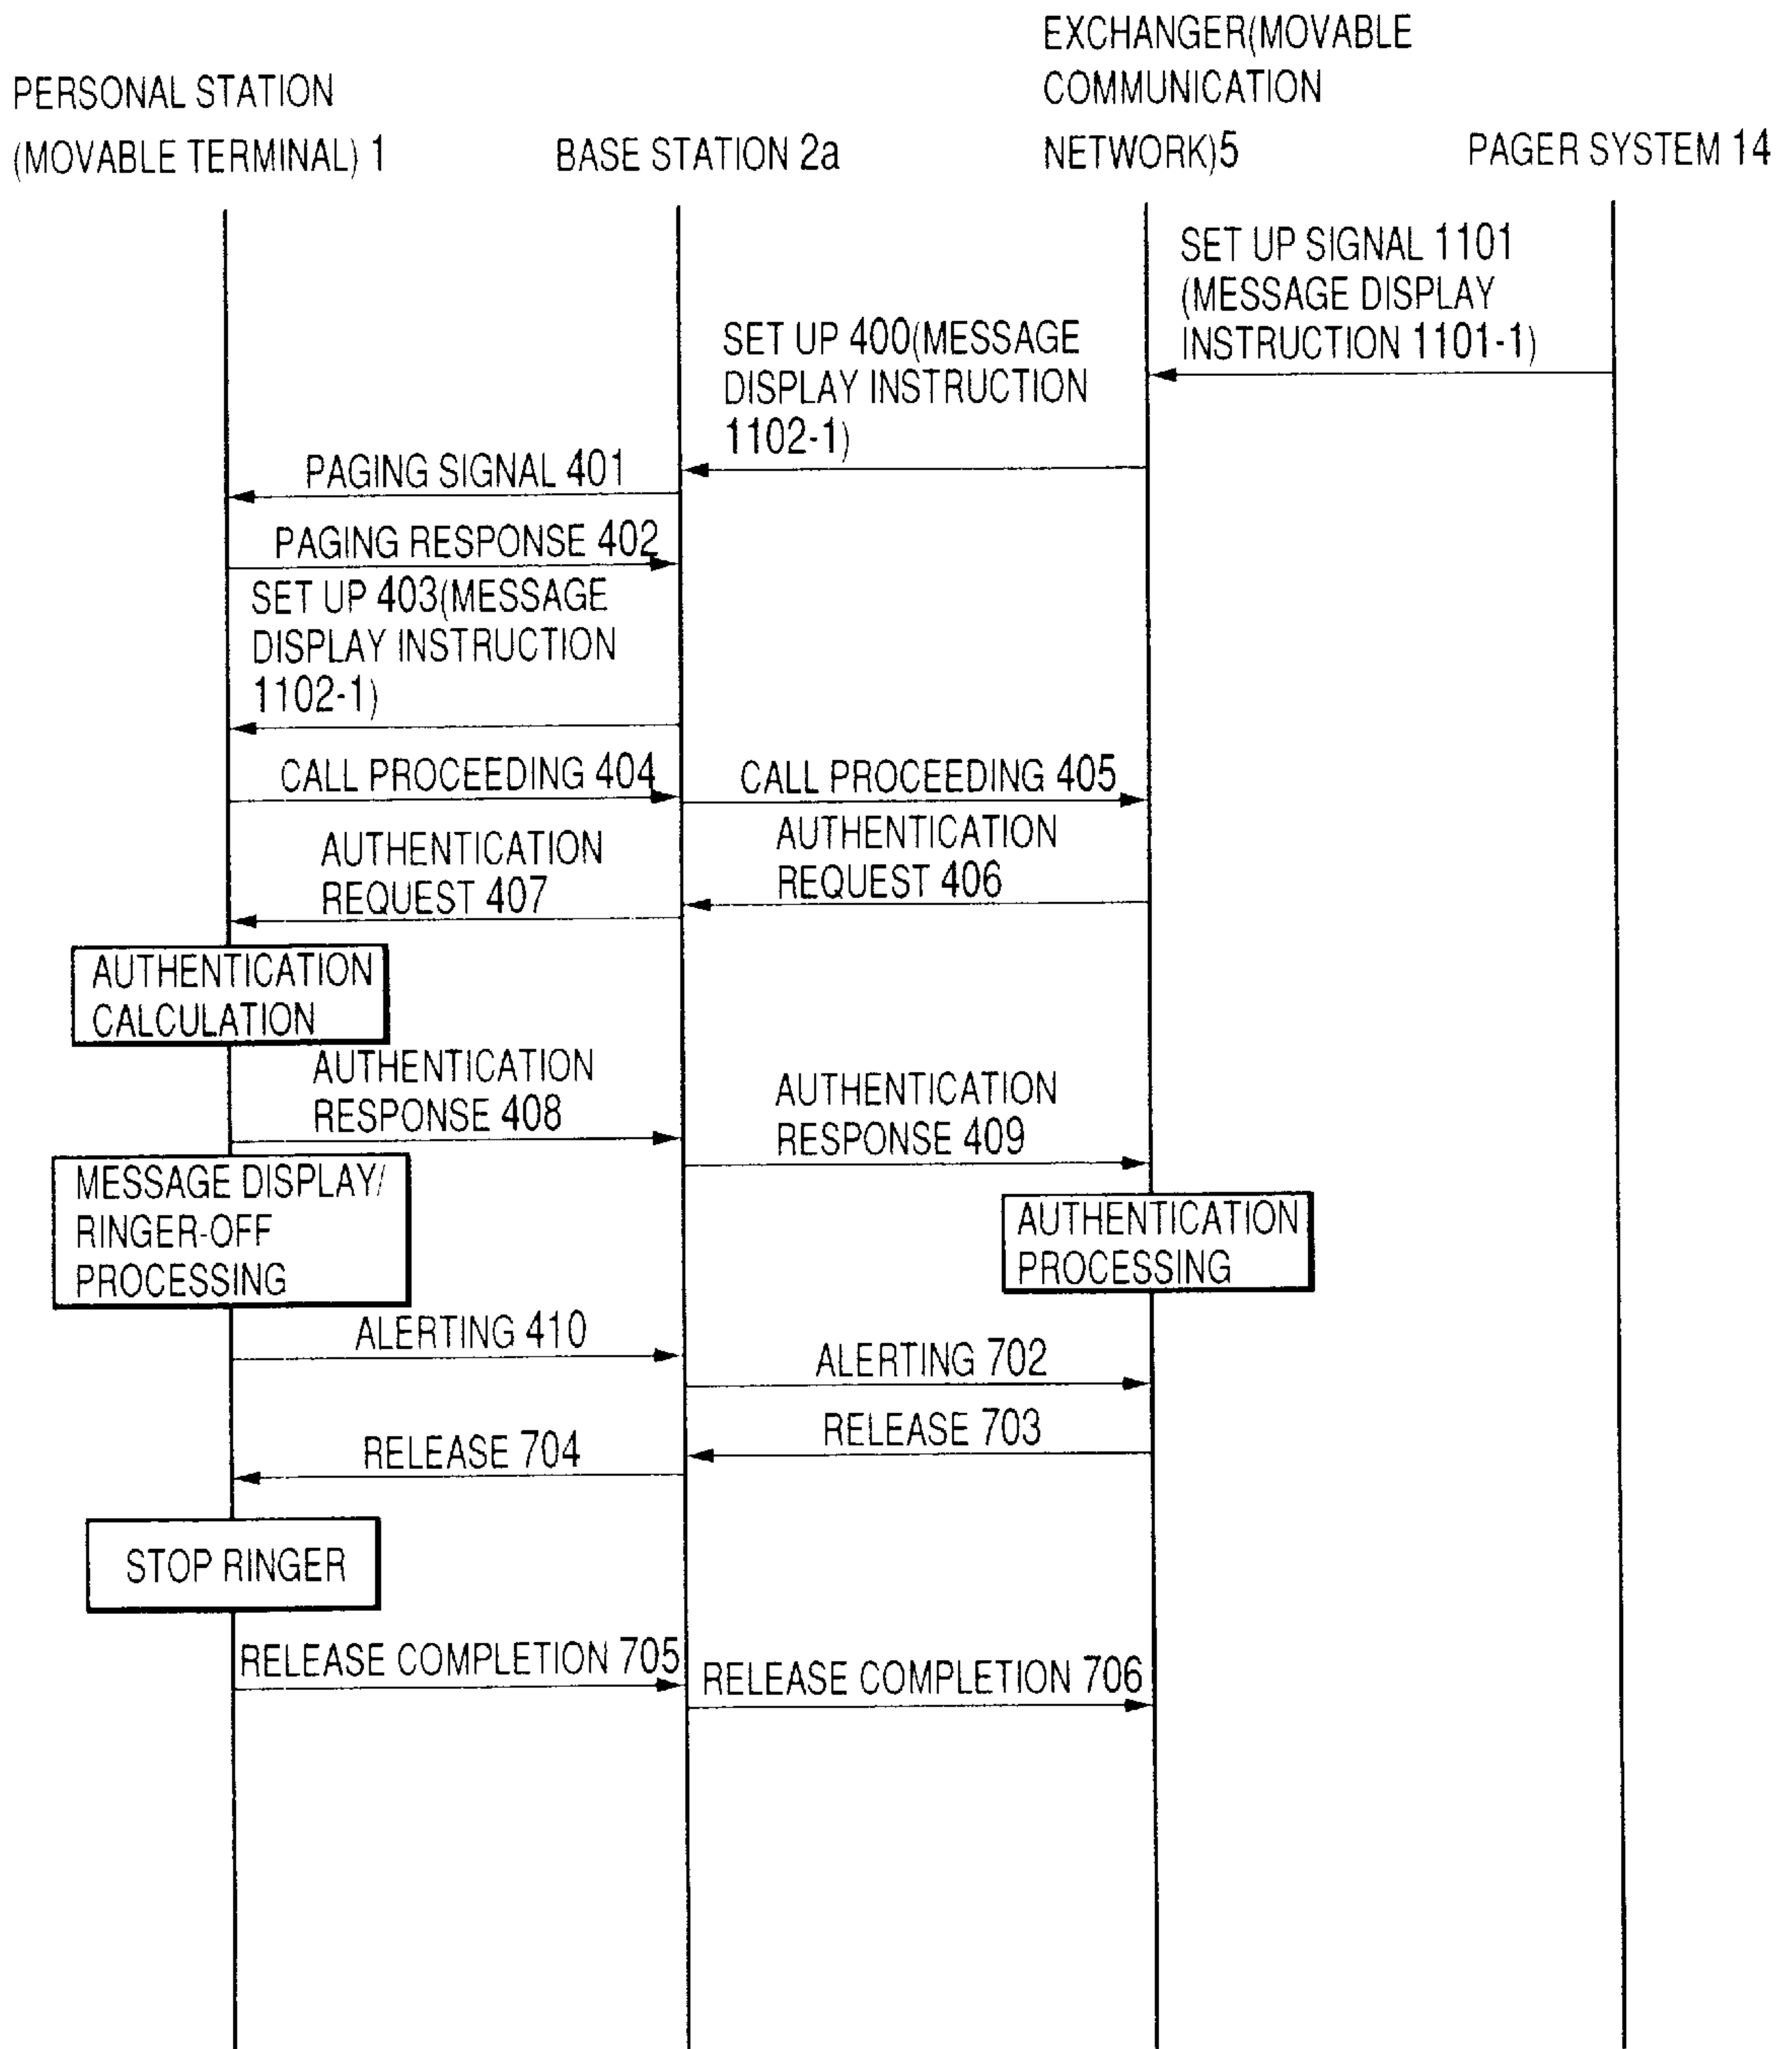 EXCHANGER(MOVABLE
COMMUNICATION
NETWORK)5
PERSONAL STATION
(MOVABLE TERMINAL) 1
BASE STATION 2a
PAGER SYSTEM 14
SET UP SIGNAL 1101
(MESSAGE DISPLAY
INSTRUCTION 1101-1)
SET UP 400(MESSAGE
DISPLAY INSTRUCTION
1102-1)
PAGING SIGNAL 401
PAGING RESPONSE 402
SET UP 403(MESSAGE
DISPLAY INSTRUCTION
1102-1)
CALL PROCEEDING 404
CALL PROCEEDING 405
AUTHENTICATION
REQUEST 406
AUTHENTICATION
REQUEST 407
AUTHENTICATION
CALCULATION
AUTHENTICATION
RESPONSE 408
AUTHENTICATION
RESPONSE 409
MESSAGE DISPLAY/
RINGER-OFF
PROCESSING
AUTHENTICATION
PROCESSING
ALERTING 410
ALERTING 702
RELEASE 703
RELEASE 704
STOP RINGER
RELEASE COMPLETION 705
RELEASE COMPLETION 706